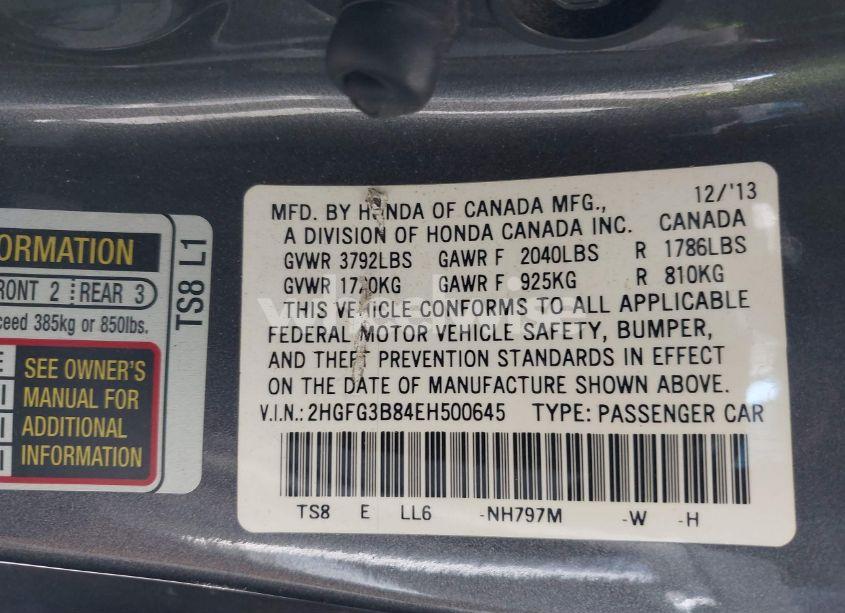 ORMATION
RONT 2 REAR 3
ceed 385kg or 850lbs.
SEE OWNER'S
MANUAL FOR
ADDITIONAL
INFORMATION
TS8 L1
12/'13
MFD. BY HONDA OF CANADA MFG.,
A DIVISION OF HONDA CANADA INC. CANADA
GVWR 3792LBS GAWR F 2040LBS R 1786LBS
GVWR 1720KG GAWR F 925KG R 810KG
THIS VEHICLE CONFORMS TO ALL APPLICABLE
FEDERAL MOTOR VEHICLE SAFETY, BUMPER,
AND THEFT PREVENTION STANDARDS IN EFFECT
ON THE DATE OF MANUFACTURE SHOWN ABOVE.
V.I.N.: 2HGFG3B84EH500645 TYPE: PASSENGER CAR
TS8 E LL6 -NH797M -W -H